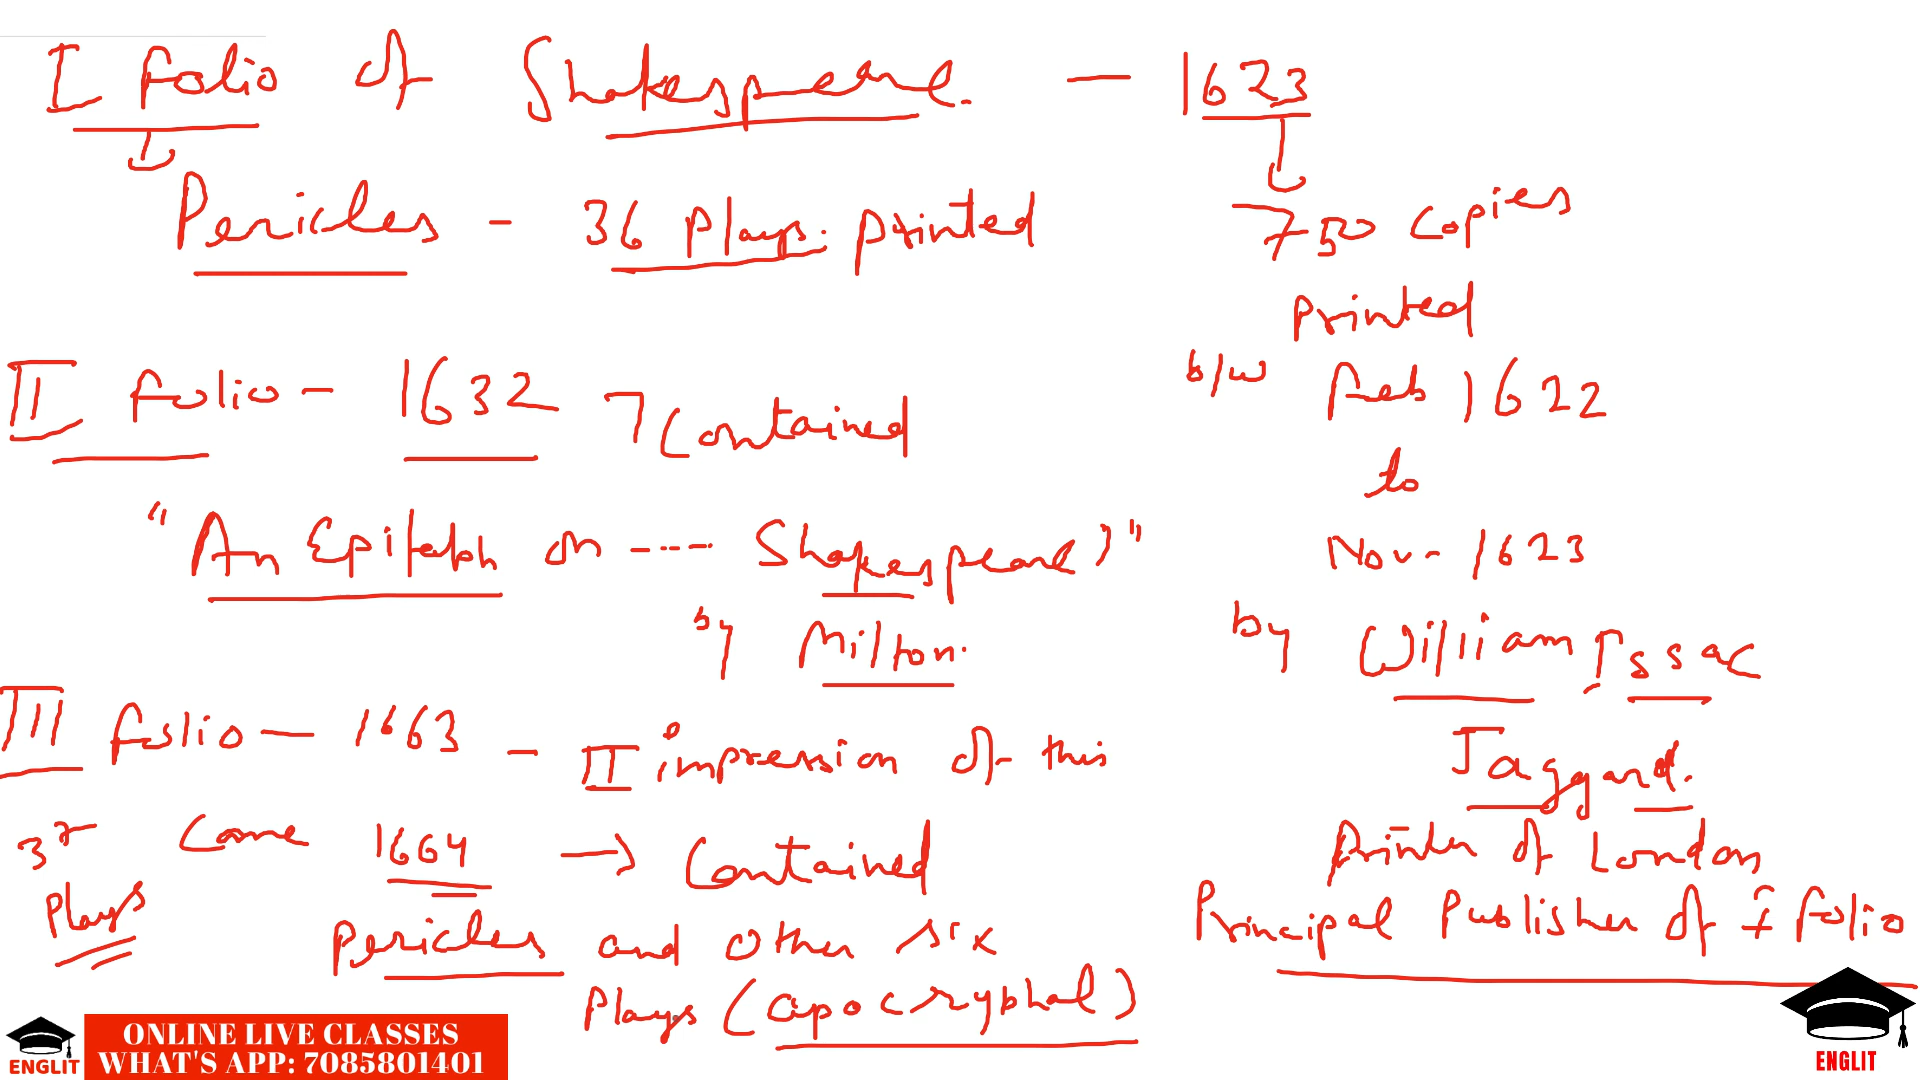 I folio of Shakespeare. — 1623
Pericles - 36 Plays. printed
750 copies
printed
b/w Feb 1622
to
Nov- 1623
by William Issac
Jaggard.
printer of London
Principal Publisher of I folio
II folio - 1632 Contained
"An Epitaph on ---- Shakespeare)"
by Milton.
III folio — 1663 - II impression of this
Came 1664 → Contained
37 Plays
Pericles and other six
Plays (apocryphal)
ENGLIT
ONLINE LIVE CLASSES
WHAT'S APP: 7085801401
ENGLIT